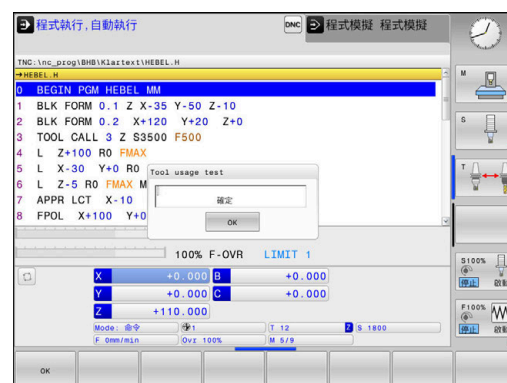 程式執行,自動執行
DNC
程式模擬 程式模擬
TNC:\nc_prog\BHB\Klartext\HEBEL.H
→HEBEL.H
0 BEGIN PGM HEBEL MM
1 BLK FORM 0.1 Z X-35 Y-50 Z-10
2 BLK FORM 0.2 X+120 Y+20 Z+0
3 TOOL CALL 3 Z S3500 F500
4 L Z+100 R0 FMAX
5 L X-30 Y+0 R0
6 L Z-5 R0 FMAX M
7 APPR LCT X-10
8 FPOL X+100 Y+0
Tool usage test
確定
OK
100% F-OVR LIMIT 1
X +0.000 B +0.000
Y +0.000 C +0.000
Z +110.000
Mode: 命令 1 T 12 Z S 1800
F 0mm/min Ovr 100% M 5/9
OK
M
S
T
S100%
停止 啟動
F100%
停止 啟動